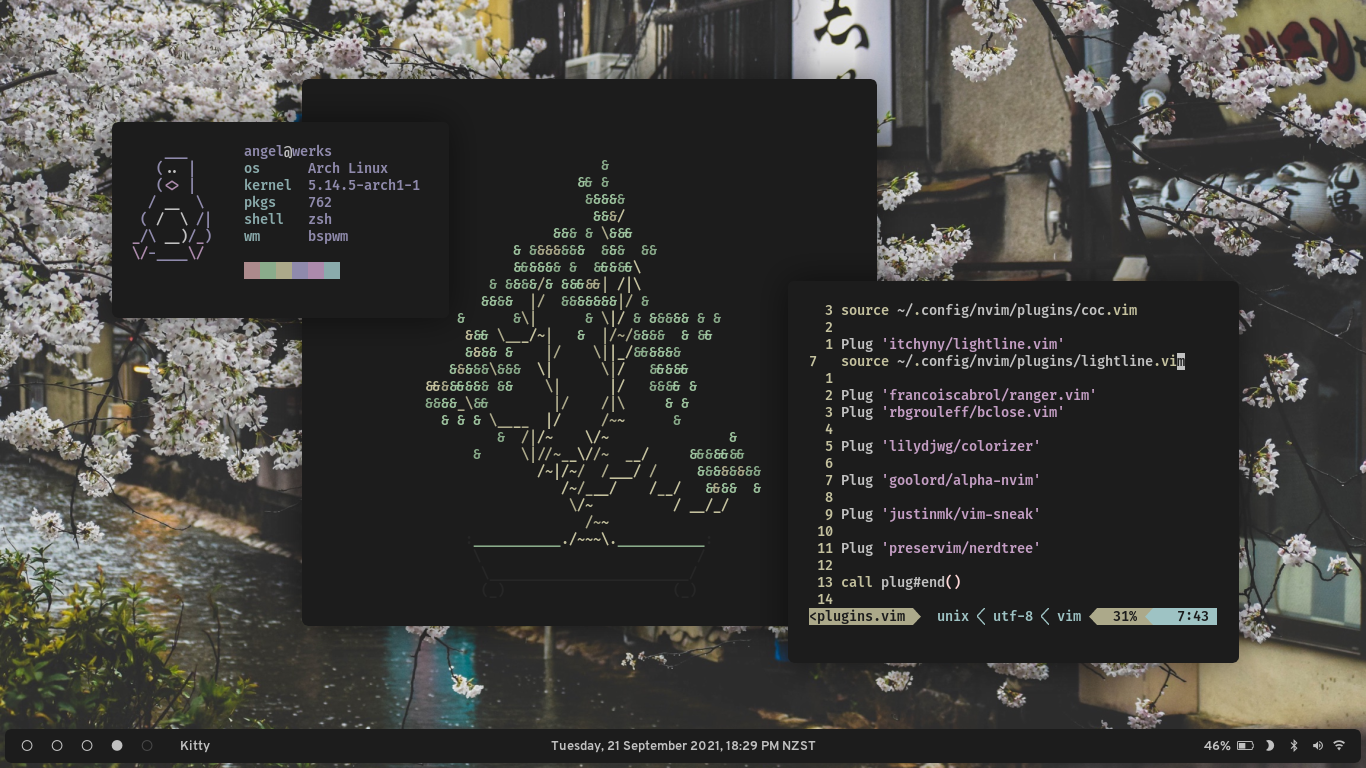 angel@werks
os Arch Linux
kernel 5.14.5-arch1-1
pkgs 762
shell zsh
wm bspwm
3 source ~/.config/nvim/plugins/coc.vim
2
1 Plug 'itchyny/lightline.vim'
7 source ~/.config/nvim/plugins/lightline.vim
1
2 Plug 'francoiscabrol/ranger.vim'
3 Plug 'rbgrouleff/bclose.vim'
4
5 Plug 'lilydjwg/colorizer'
6
7 Plug 'goolord/alpha-nvim'
8
9 Plug 'justinmk/vim-sneak'
10
11 Plug 'preservim/nerdtree'
12
13 call plug#end()
14
<plugins.vim unix utf-8 vim 31% 7:43
Kitty
Tuesday, 21 September 2021, 18:29 PM NZST
46%